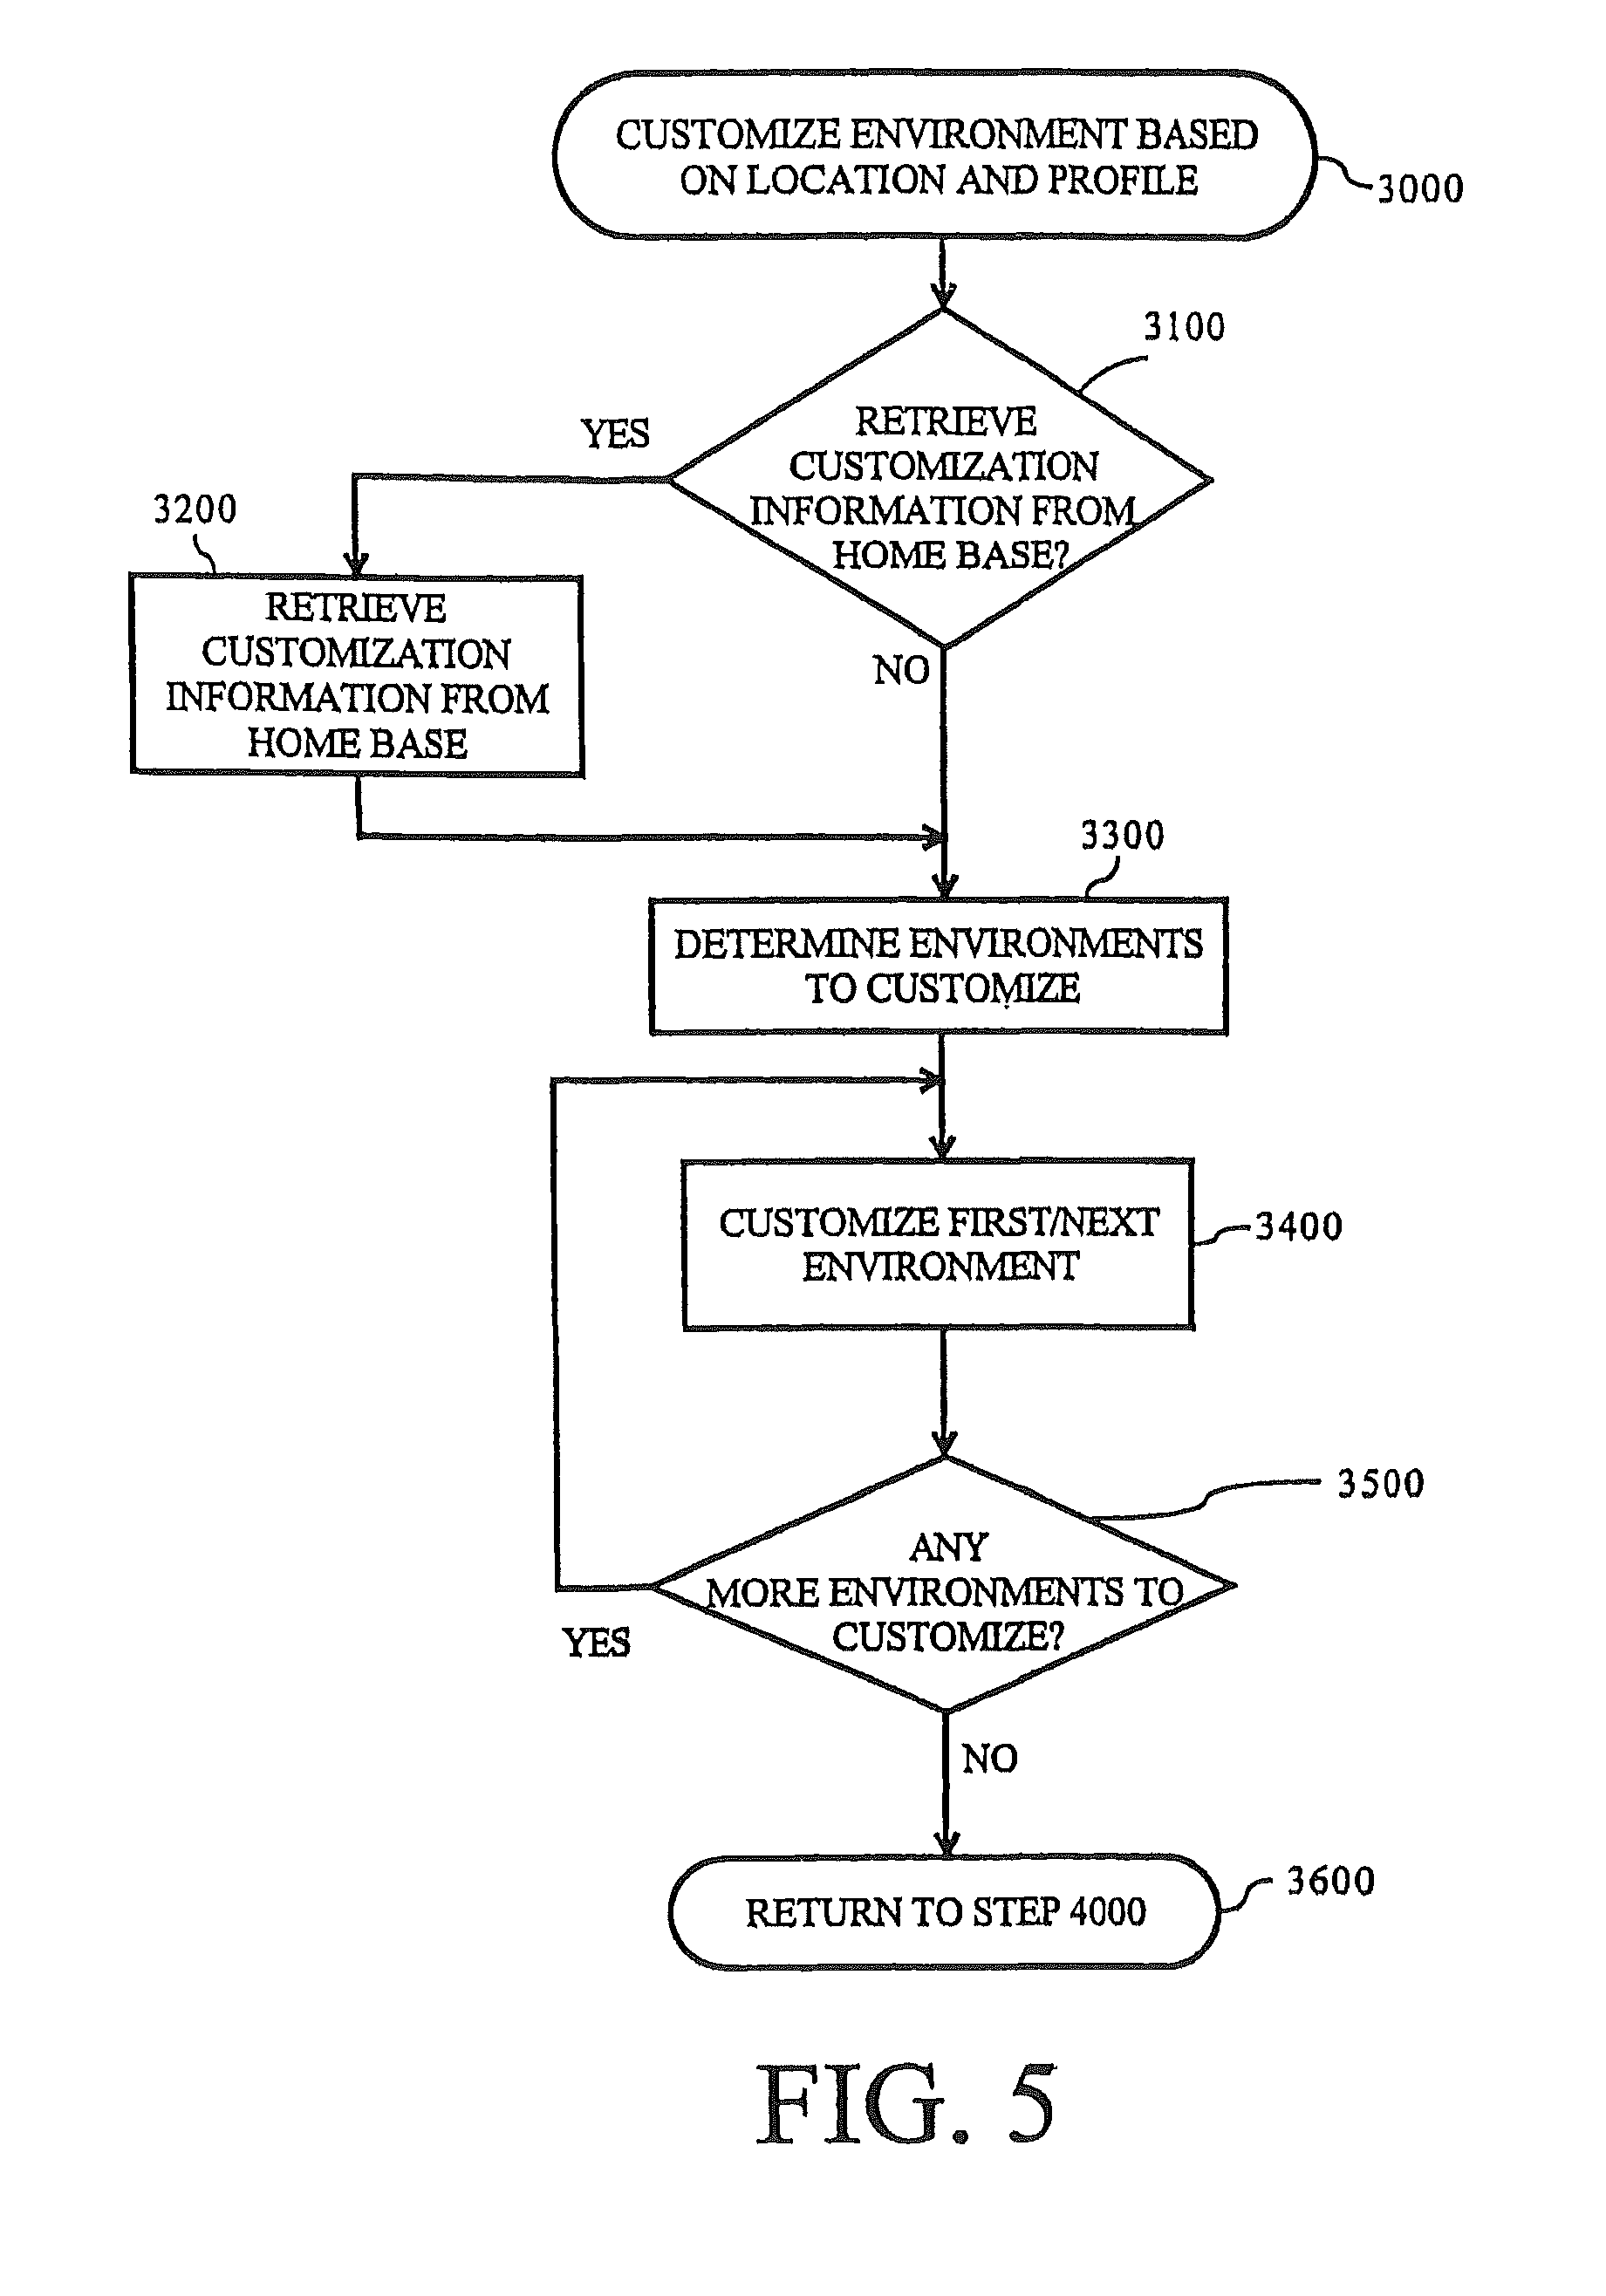 CUSTOMIZE ENVIRONMENT BASED
ON LOCATION AND PROFILE
3000
3100
RETRIEVE
CUSTOMIZATION
INFORMATION FROM
HOME BASE?
YES
3200
RETRIEVE
CUSTOMIZATION
INFORMATION FROM
HOME BASE
NO
3300
DETERMINE ENVIRONMENTS
TO CUSTOMIZE
CUSTOMIZE FIRST/NEXT
ENVIRONMENT
3400
3500
ANY
MORE ENVIRONMENTS TO
CUSTOMIZE?
YES
NO
3600
RETURN TO STEP 4000
FIG. 5